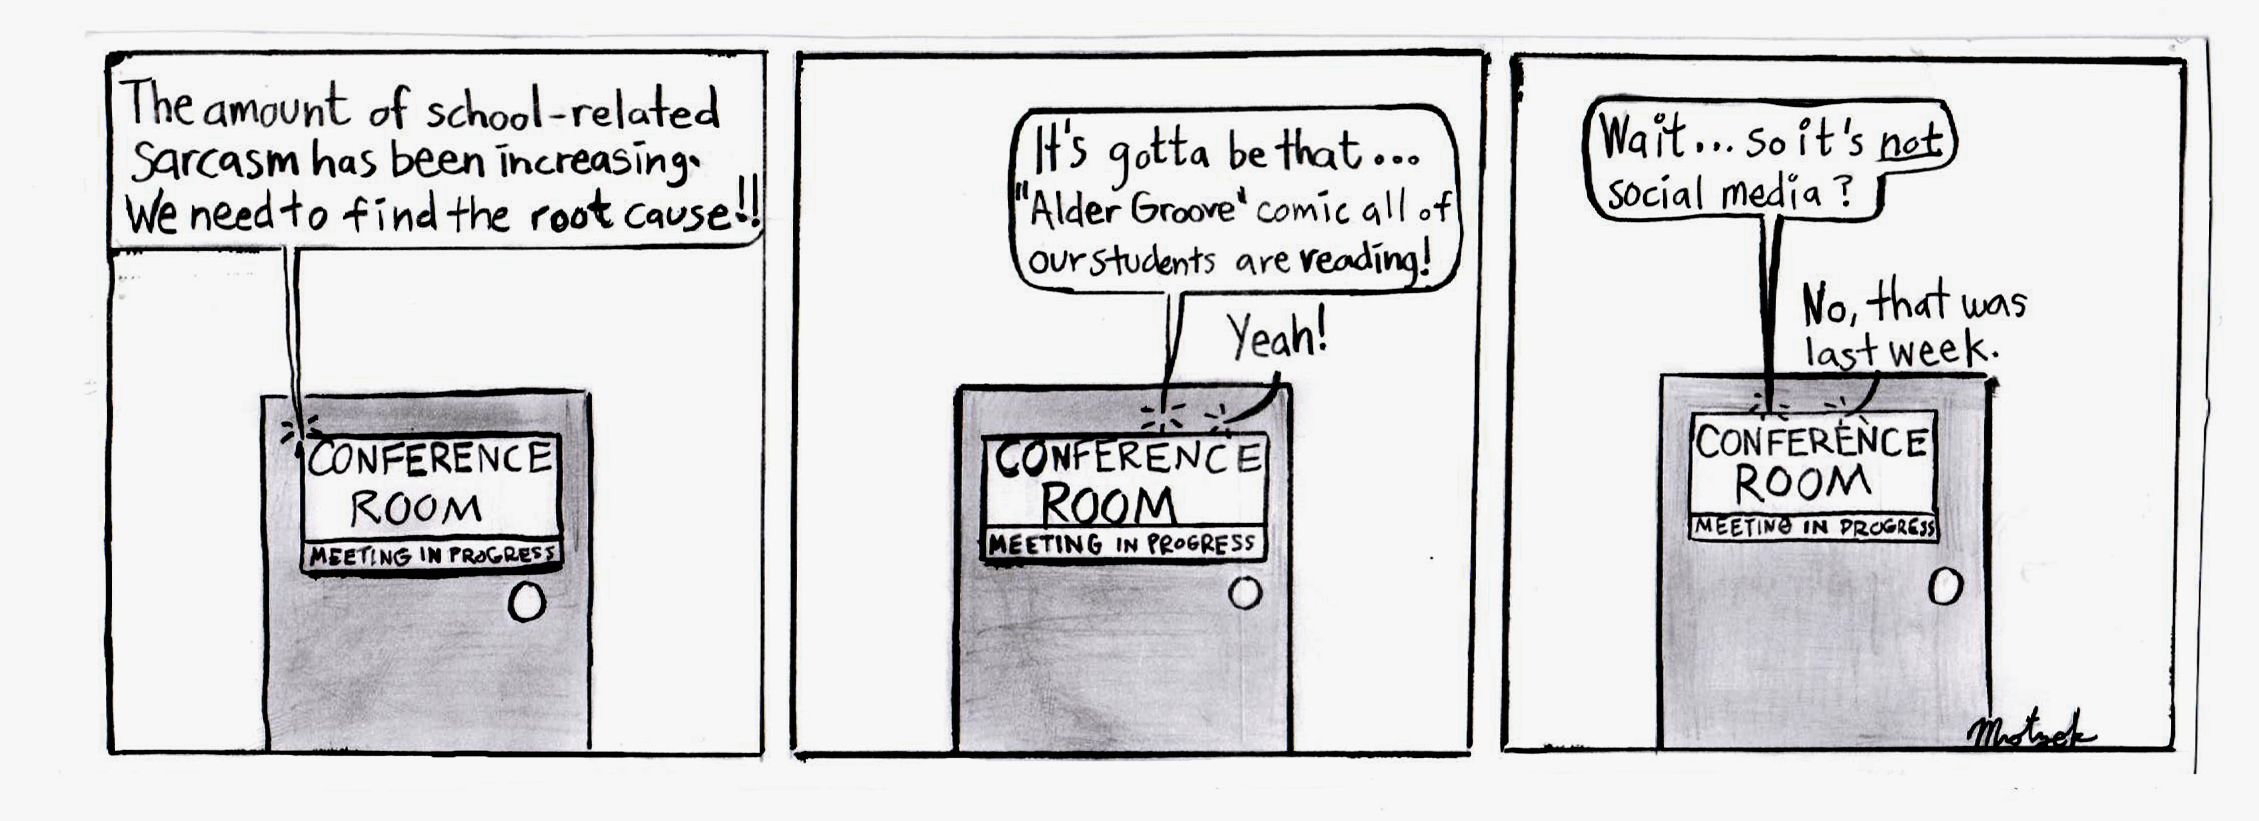 The amount of school-related
Sarcasm has been increasing.
We need to find the root cause!!
CONFERENCE
ROOM
MEETING IN PROGRESS
It's gotta be that...
"Alder Groove" comic all of
our students are reading!
Yeah!
CONFERENCE
ROOM
MEETING IN PROGRESS
Wait... so it's not
social media?
No, that was
last week.
CONFERENCE
ROOM
MEETING IN PROGRESS